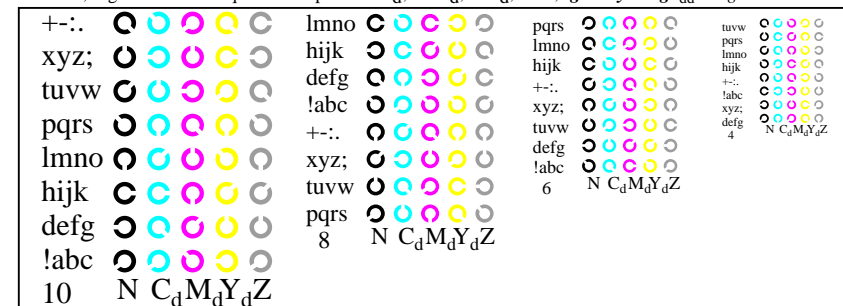 +-:.
xyz;
tuvw
pqrs
lmno
hijk
defg
!abc
10 N CdMdYdZ
lmno
hijk
defg
!abc
+-:.
xyz;
tuvw
pqrs
8 N CdMdYdZ
pqrs
lmno
hijk
+-:.
xyz;
tuvw
defg
!abc
6 N CdMdYdZ
tuvw
pqrs
lmno
hijk
+-:.
!abc
xyz;
defg
4 N CdMdYdZ